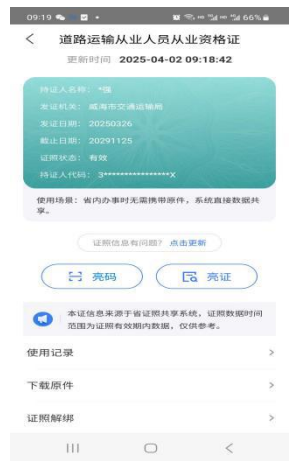 09:19
66%
道路运输从业人员从业资格证
更新时间 2025-04-02 09:18:42
持证人名称: *强
发证机关: 威海市交通运输局
发证日期: 20250326
截止日期: 20291125
证照状态: 有效
持证人代码: 3****************X
使用场景：省内办事时无需携带原件，系统直接数据共
享。
证照信息有问题? 点击更新
亮码
亮证
本证信息来源于省证照共享系统，证照数据时间
范围为证照有效期内数据，仅供参考。
使用记录
下载原件
证照解绑